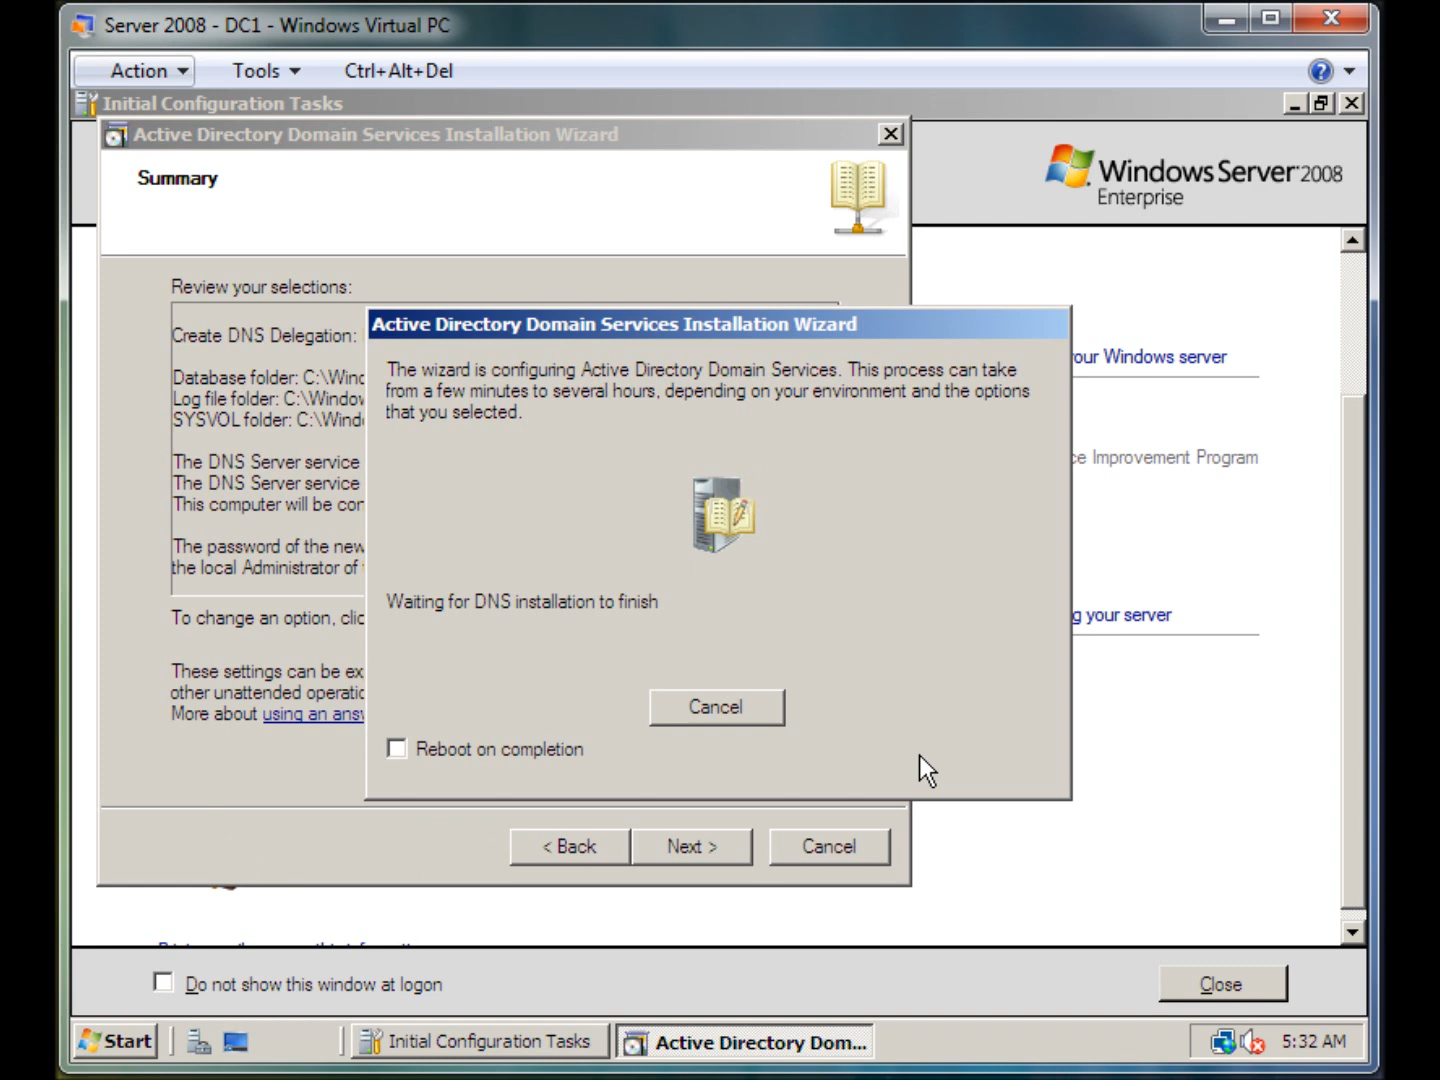 Server 2008 - DC1 - Windows Virtual PC
Action Tools Ctrl+Alt+Del
Initial Configuration Tasks
Active Directory Domain Services Installation Wizard
Summary
Windows Server 2008
Enterprise
Review your selections:
Create DNS Delegation:
Database folder: C:\Wind
Log file folder: C:\Window
SYSVOL folder: C:\Wind
The DNS Server service
The DNS Server service
This computer will be con
The password of the new
the local Administrator of
To change an option, clic
These settings can be ex
other unattended operatio
More about using an answ
Active Directory Domain Services Installation Wizard
The wizard is configuring Active Directory Domain Services. This process can take
from a few minutes to several hours, depending on your environment and the options
that you selected.
Waiting for DNS installation to finish
Cancel
Reboot on completion
our Windows server
ce Improvement Program
g your server
< Back Next > Cancel
Do not show this window at logon
Close
Start Initial Configuration Tasks Active Directory Dom... 5:32 AM